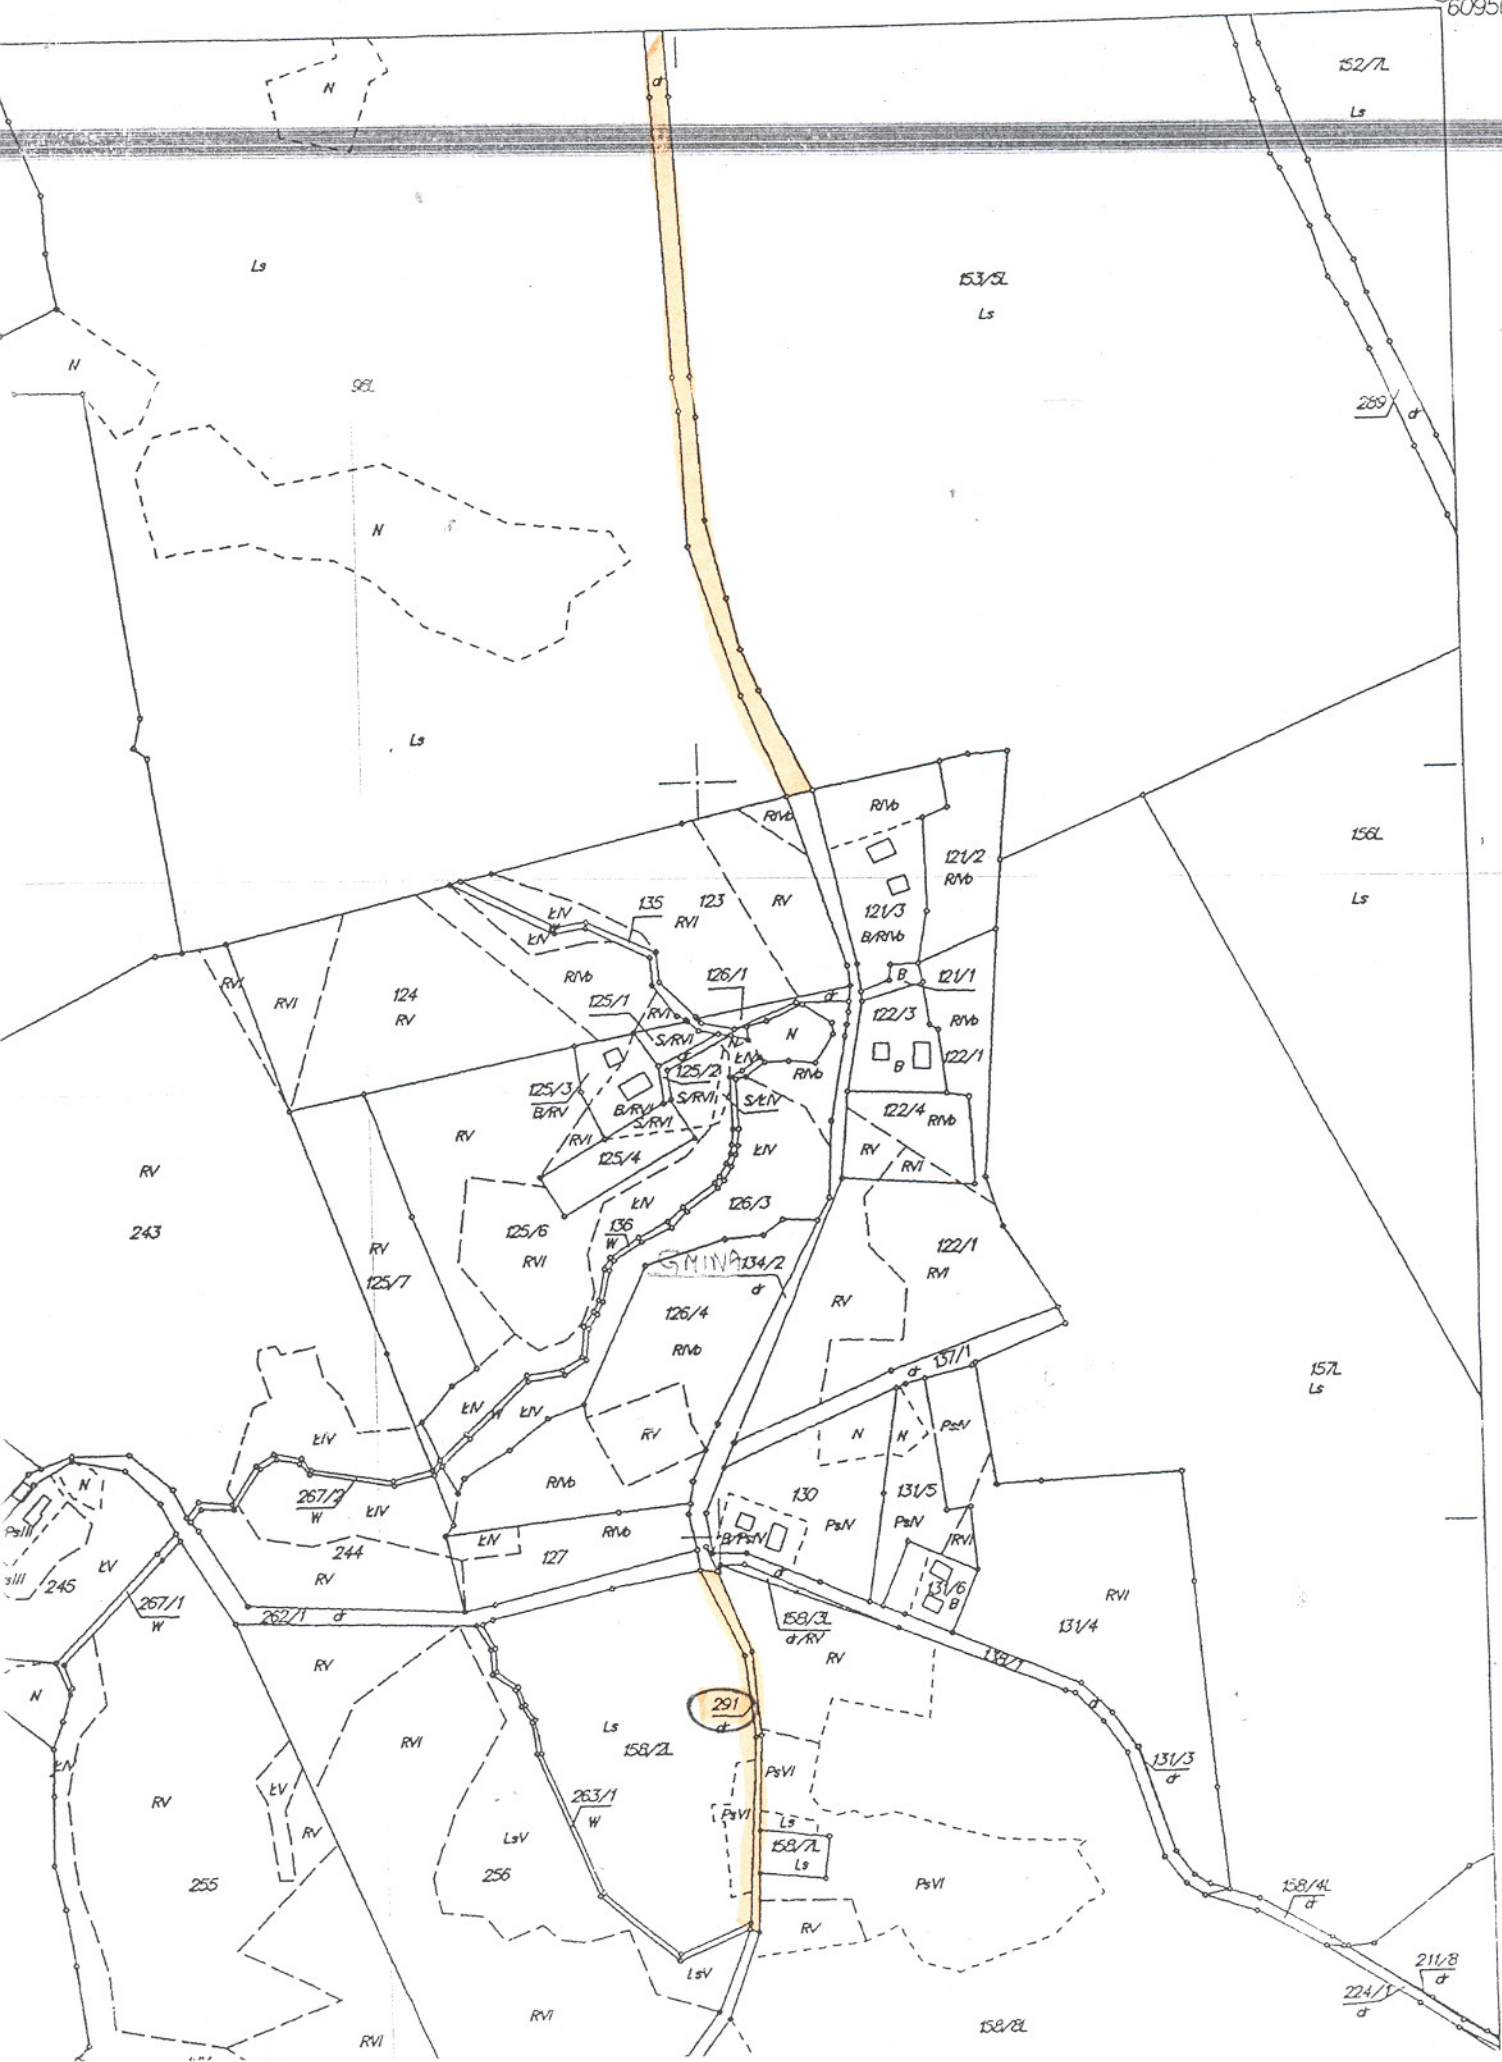 152/7L
Ls
N
dr
Ls
153/5L
Ls
N
96L
289
dr
N
Ls
RIVb
RIVb
156L
121/2
RIVb
Ls
135
123
RV
ŁIV
RVI
121/3
B/RIVb
ŁIV
RIVb
126/1
B
121/1
RVI
RVI
124
RV
125/1
dr
RVI
122/3
RIVb
S/RVI
N
N
ŁIV
122/1
dr
125/2
RIVb
B
125/3
B/RV
B/RVI
S/RVI
S/ŁIV
122/4
RIVb
S/RVI
RV
RVI
RV
125/4
ŁIV
RV
RVI
243
ŁIV
126/3
125/6
136
W
RV
RVI
122/1
RVI
125/7
GMINA
134/2
dr
RV
126/4
RIVb
137/1
dr
157L
Ls
ŁIV
ŁIV
ŁIV
RV
N
N
PsIV
N
RIVb
130
131/5
267/2
W
ŁIV
PsIV
PsIV
RIVb
B/PsIV
PsIII
ŁIV
127
RVI
244
ŁV
RV
dr
245
131/6
B
RVI
267/1
W
262/1
dr
158/3L
dr/RV
131/4
RV
RV
N
291
dr
dr
RVI
Ls
158/2L
131/3
dr
ŁIV
PsVI
RV
ŁV
263/1
W
PsVI
RV
Ls
LsV
158/7L
Ls
255
256
PsVI
158/4L
dr
RV
LsV
211/8
dr
224/1
dr
RVI
158/8L
RVI